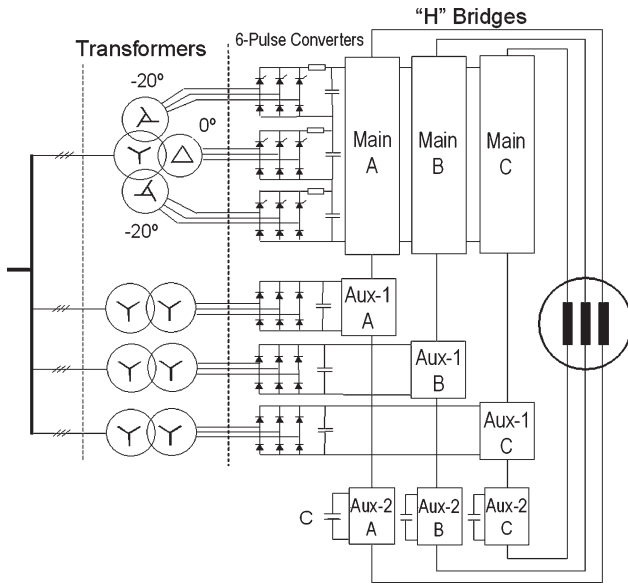 “H” Bridges
Transformers
6-Pulse Converters
-20º
0º
-20º
Main
A
Main
B
Main
C
Aux-1
A
Aux-1
B
Aux-1
C
C
Aux-2
A
Aux-2
B
Aux-2
C